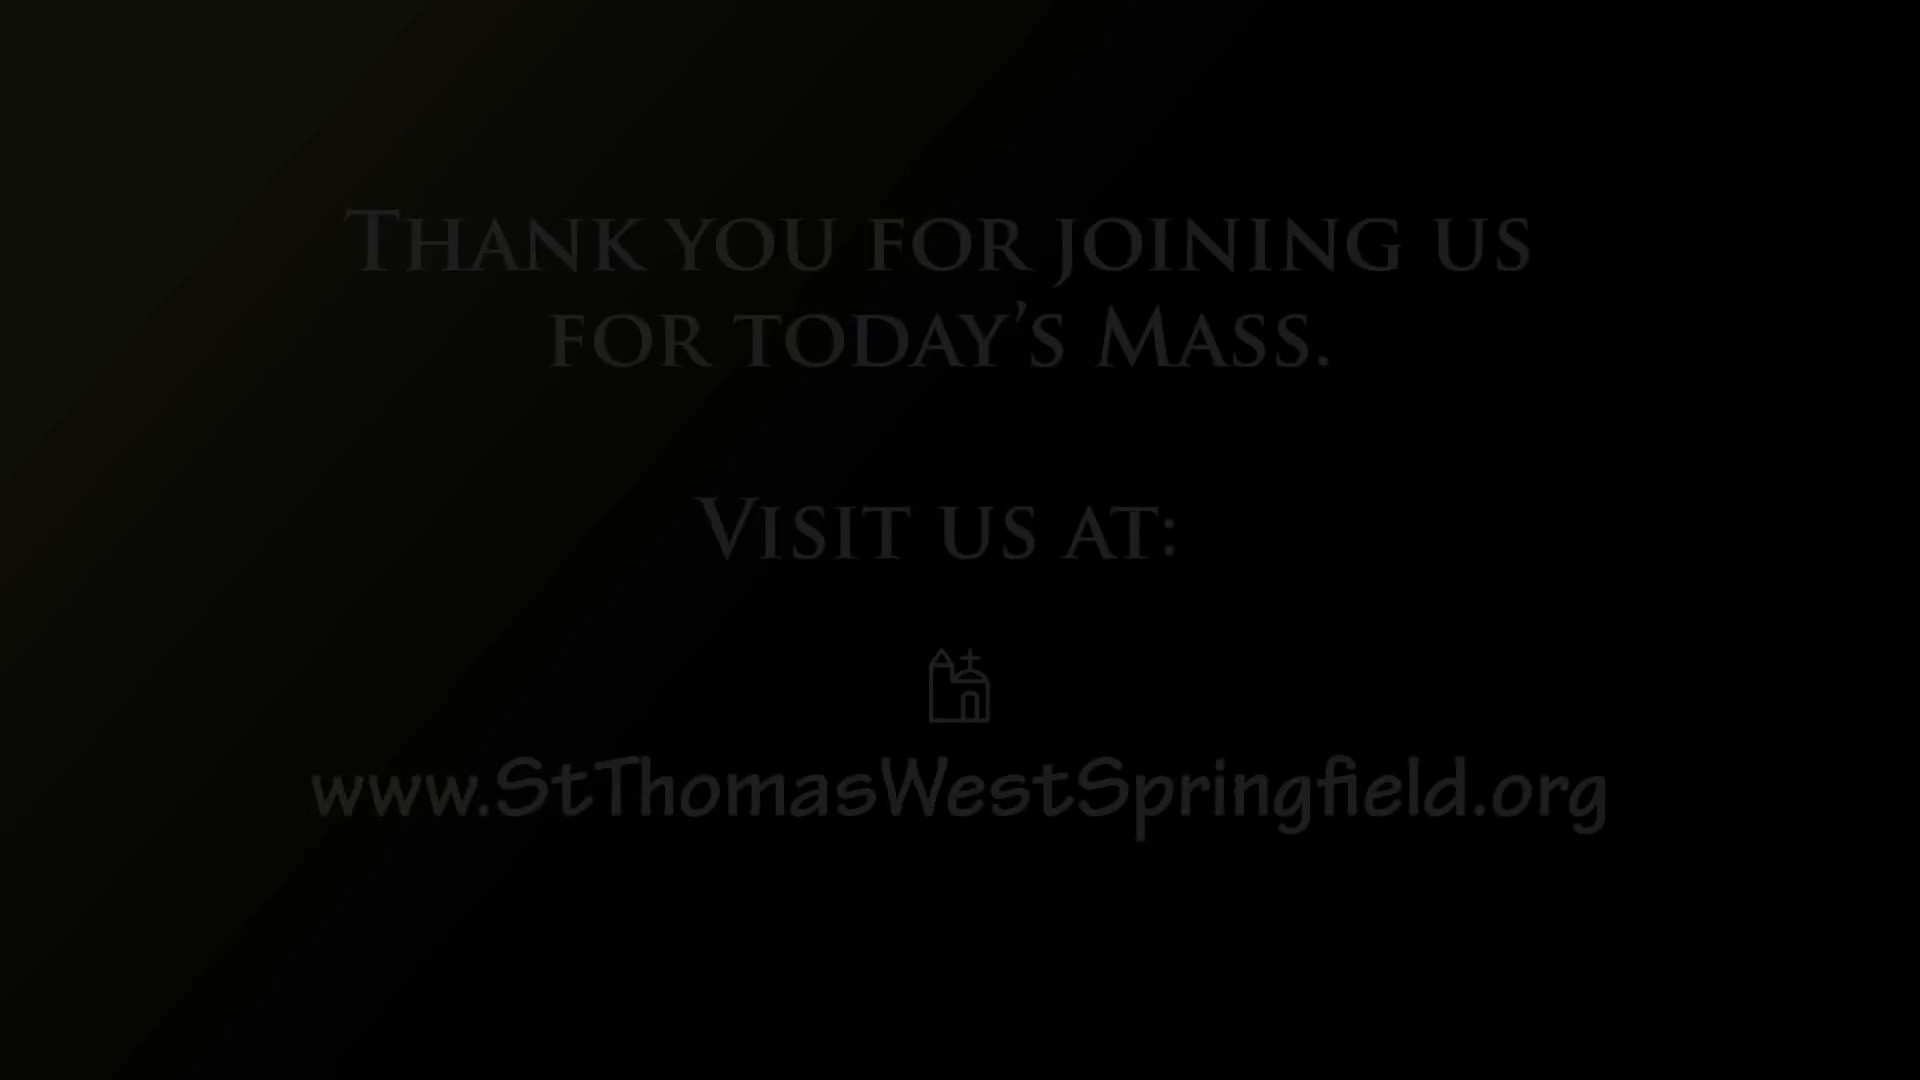 Thank you for joining us
for today’s Mass.
Visit us at:
www.StThomasWestSpringfield.org